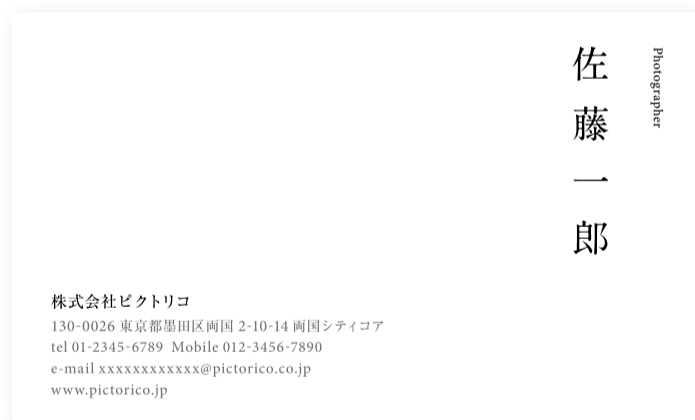 Photographer
佐藤一郎
株式会社ピクトリコ
130-0026 東京都墨田区両国 2-10-14 両国シティコア
tel 01-2345-6789  Mobile 012-3456-7890
e-mail xxxxxxxxxxxx@pictorico.co.jp
www.pictorico.jp